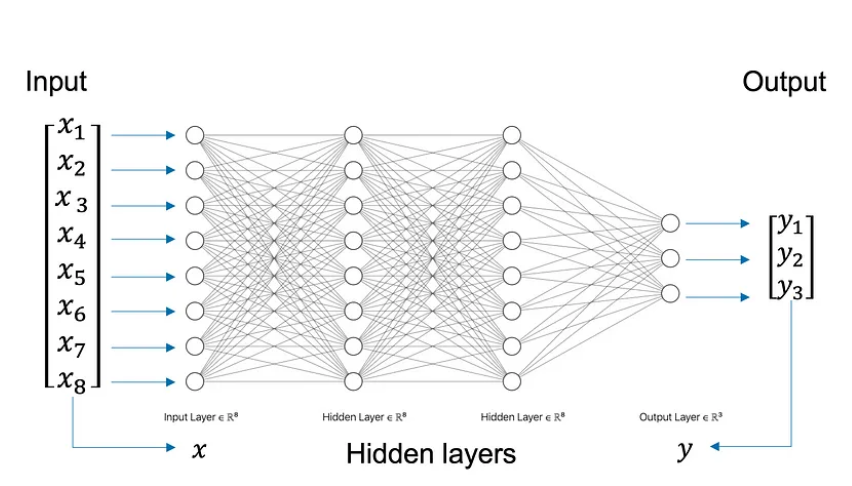 Input
Output
x₁
x₂
x ₃
x₄
x₅
x₆
x₇
x₈
y₁
y₂
y₃
Input Layer ∈ ℝ⁸
Hidden Layer ∈ ℝ⁸
Hidden Layer ∈ ℝ⁸
Output Layer ∈ ℝ³
x
Hidden layers
y